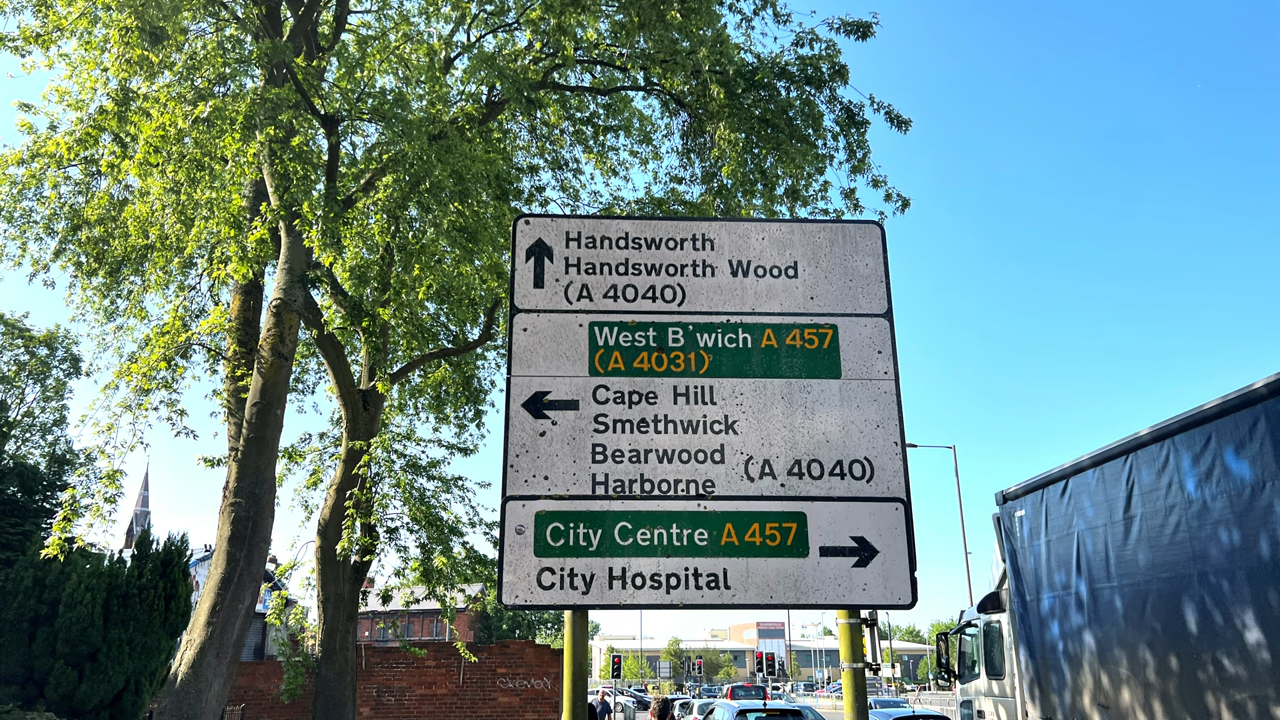 Handsworth
Handsworth Wood
(A 4040)
West B'wich A 457
(A 4031)
Cape Hill
Smethwick
Bearwood (A 4040)
Harborne
City Centre A 457
City Hospital